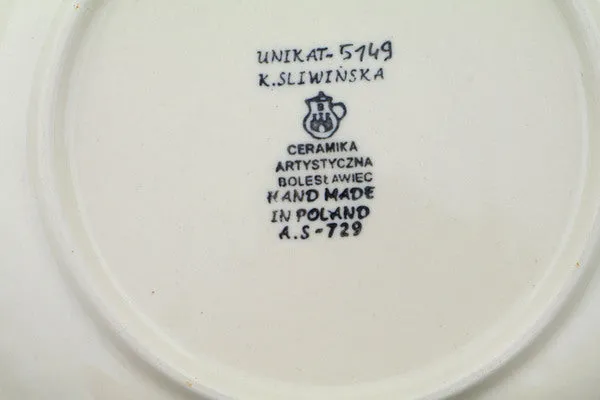 UNIKAT-5149
K.SLIWIŃSKA
B
CERAMIKA
ARTYSTYCZNA
BOLESŁAWIEC
HAND MADE
IN POLAND
A.S-729